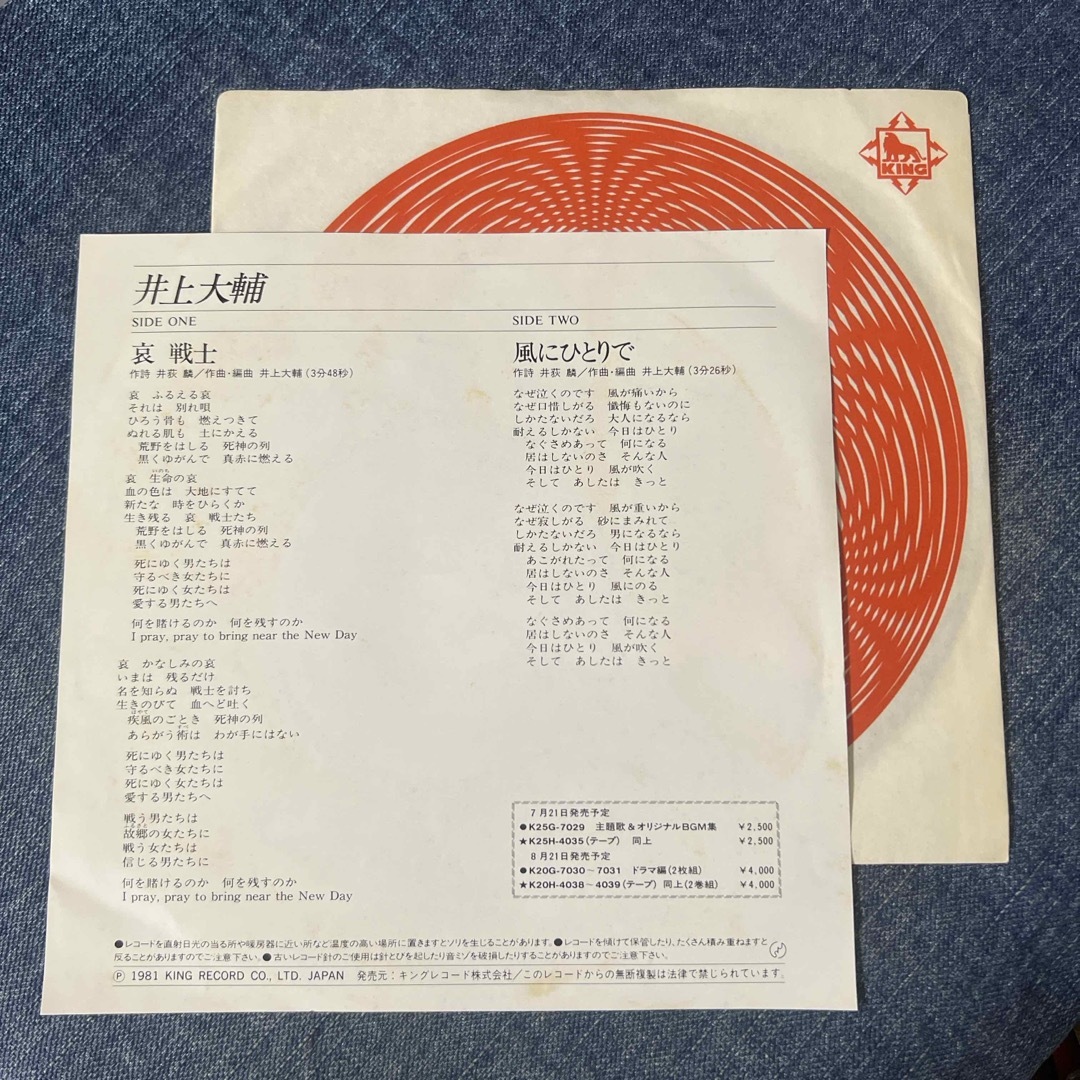 KING
井上大輔
SIDE ONE
哀 戦士
作詩 井荻 麟／作曲・編曲 井上大輔(3分48秒)
哀 ふるえる哀
それは 別れ唄
ひろう骨も 燃えつきて
ぬれる肌も 土にかえる
荒野をはしる 死神の列
黒くゆがんで 真赤に燃える
いのち
哀 生命の哀
血の色は 大地にすてて
新たな 時をひらくか
生き残る 哀 戦士たち
荒野をはしる 死神の列
黒くゆがんで 真赤に燃える
死にゆく男たちは
守るべき女たちに
死にゆく女たちは
愛する男たちへ
何を賭けるのか 何を残すのか
I pray, pray to bring near the New Day
哀 かなしみの哀
いまは 残るだけ
名を知らぬ 戦士を討ち
生きのびて 血へど吐く
はやて
疾風のごとき 死神の列
すべ
あらがう術は わが手にはない
死にゆく男たちは
守るべき女たちに
死にゆく女たちは
愛する男たちへ
戦う男たちは
ふるさと
故郷の女たちに
戦う女たちは
信じる男たちに
何を賭けるのか 何を残すのか
I pray, pray to bring near the New Day
SIDE TWO
風にひとりで
作詩 井荻 麟／作曲・編曲 井上大輔(3分26秒)
なぜ泣くのです 風が痛いから
なぜ口惜しがる 懺悔もないのに
しかたないだろ 大人になるなら
耐えるしかない 今日はひとり
なぐさめあって 何になる
居はしないのさ そんな人
今日はひとり 風が吹く
そして あしたは きっと
なぜ泣くのです 風が重いから
なぜ寂しがる 砂にまみれて
しかたないだろ 男になるなら
耐えるしかない 今日はひとり
あこがれたって 何になる
居はしないのさ そんな人
今日はひとり 風にのる
そして あしたは きっと
なぐさめあって 何になる
居はしないのさ そんな人
今日はひとり 風が吹く
そして あしたは きっと
7月21日発売予定
●K25G-7029 主題歌＆オリジナルBGM集 ￥2,500
★K25H-4035(テープ) 同上 ￥2,500
8月21日発売予定
●K20G-7030～7031 ドラマ編(2枚組) ￥4,000
★K20H-4038～4039(テープ) 同上(2巻組) ￥4,000
●レコードを直射日光の当る所や暖房器に近い所など温度の高い場所に置きますとソリを生じることがあります。●レコードを傾けて保管したり、たくさん積み重ねますと
反ることがありますのでご注意下さい。●古いレコード針のご使用は針とびを起したり音ミゾを破損したりすることがありますのでご注意下さい。
Ⓟ 1981 KING RECORD CO., LTD. JAPAN 発売元：キングレコード株式会社／このレコードからの無断複製は法律で禁じられています。